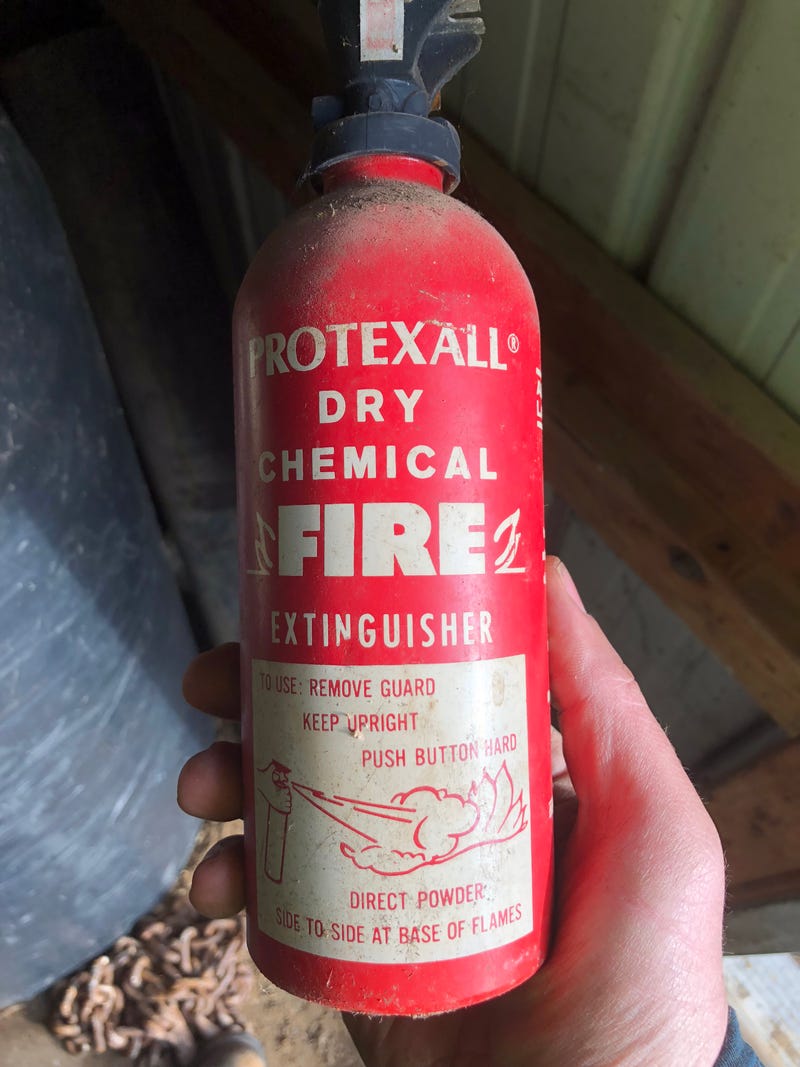 PROTEXALL®
DRY
CHEMICAL
FIRE
EXTINGUISHER
TO USE: REMOVE GUARD
KEEP UPRIGHT
PUSH BUTTON HARD
DIRECT POWDER
SIDE TO SIDE AT BASE OF FLAMES